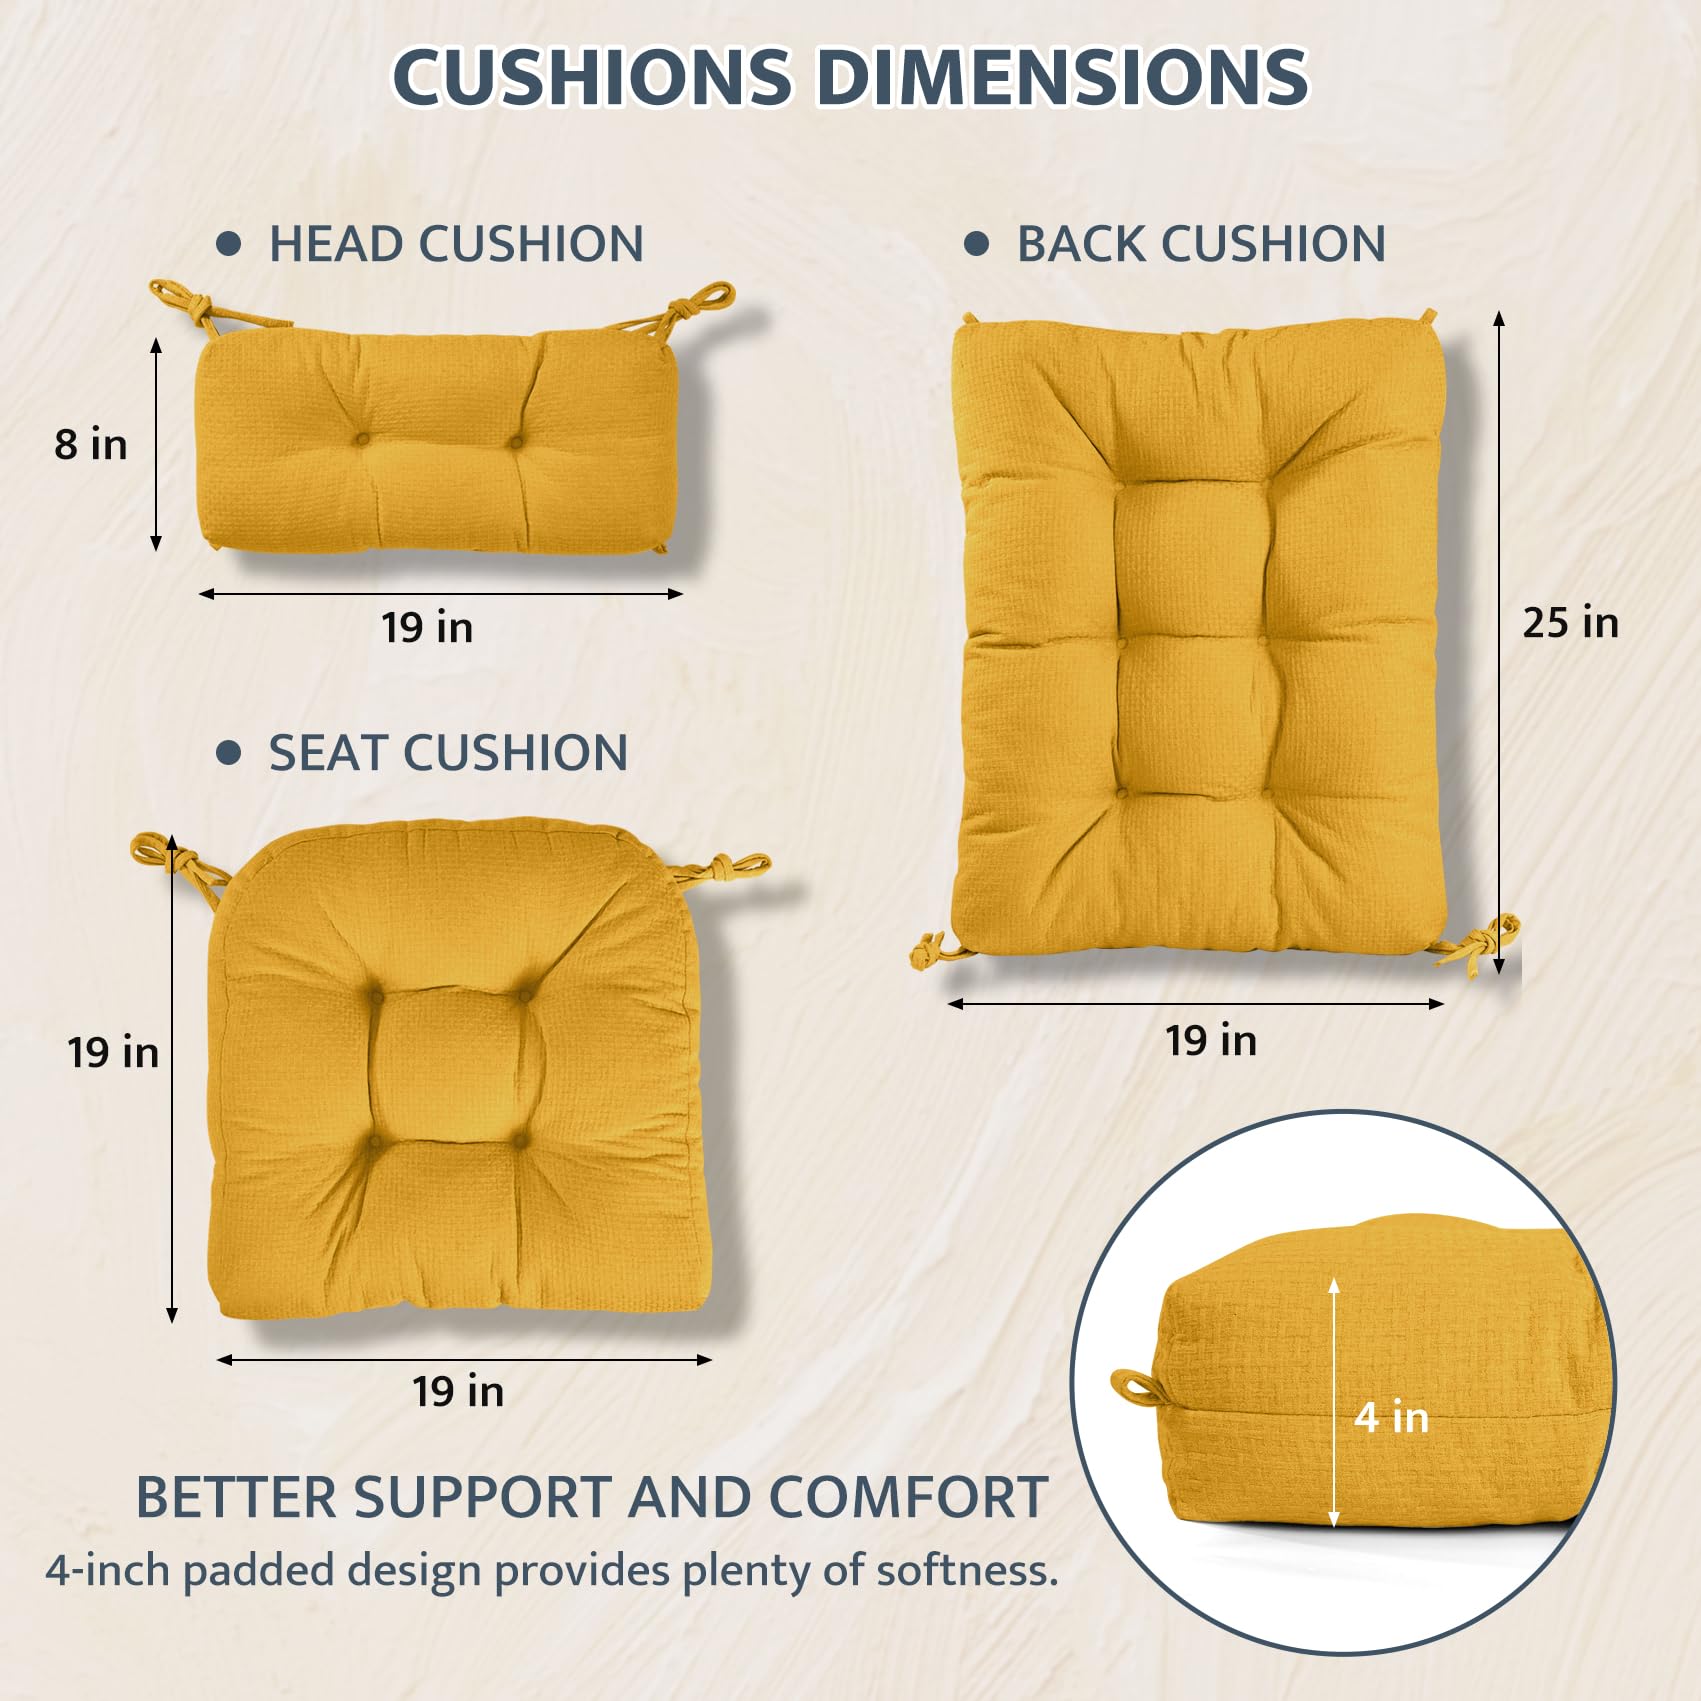 CUSHIONS DIMENSIONS
HEAD CUSHION
8 in
19 in
BACK CUSHION
25 in
19 in
SEAT CUSHION
19 in
19 in
4 in
BETTER SUPPORT AND COMFORT
4-inch padded design provides plenty of softness.